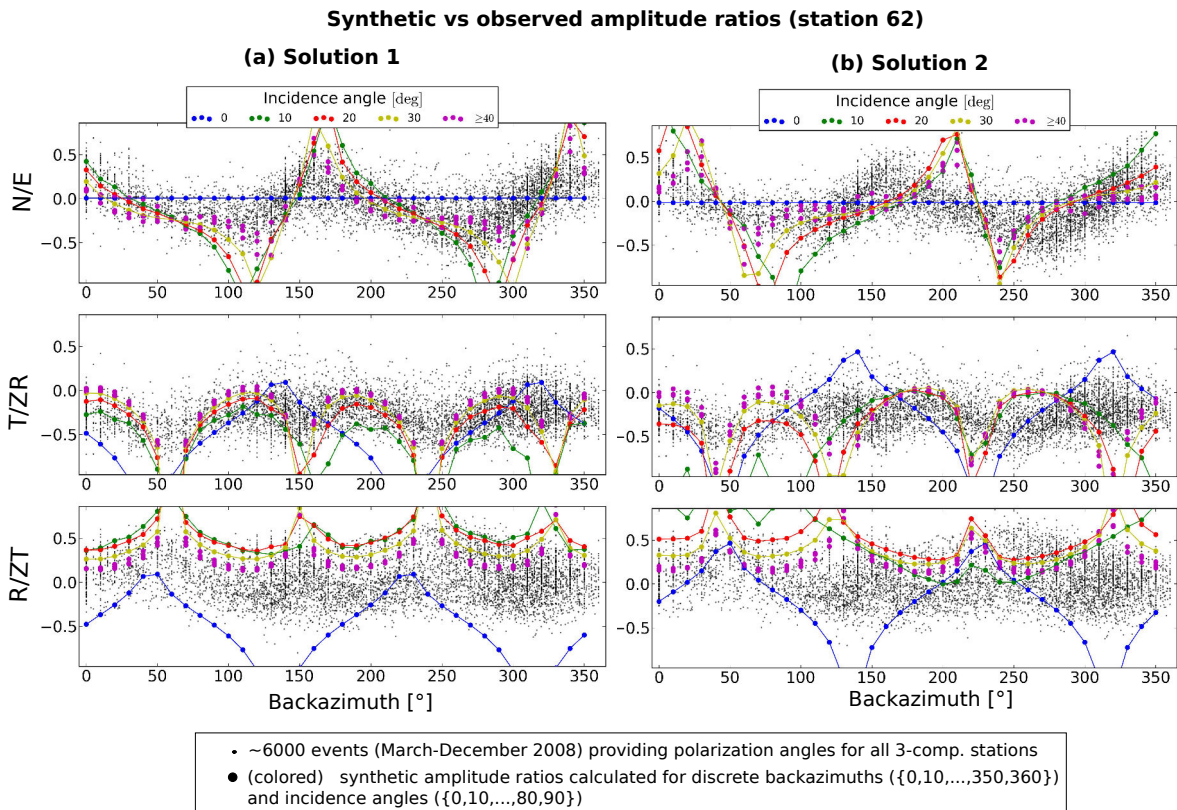 Synthetic vs observed amplitude ratios (station 62)
(a) Solution 1
(b) Solution 2
Incidence angle [deg]
0 10 20 30 ≥40
Incidence angle [deg]
0 10 20 30 ≥40
N/E
0.5
0.0
−0.5
0 50 100 150 200 250 300 350
0.5
0.0
−0.5
0 50 100 150 200 250 300 350
T/ZR
0.5
0.0
−0.5
0 50 100 150 200 250 300 350
0.5
0.0
−0.5
0 50 100 150 200 250 300 350
R/ZT
0.5
0.0
−0.5
0 50 100 150 200 250 300 350
0.5
0.0
−0.5
0 50 100 150 200 250 300 350
Backazimuth [°]
Backazimuth [°]
~6000 events (March-December 2008) providing polarization angles for all 3-comp. stations
(colored) synthetic amplitude ratios calculated for discrete backazimuths ({0,10,...,350,360})
and incidence angles ({0,10,...,80,90})